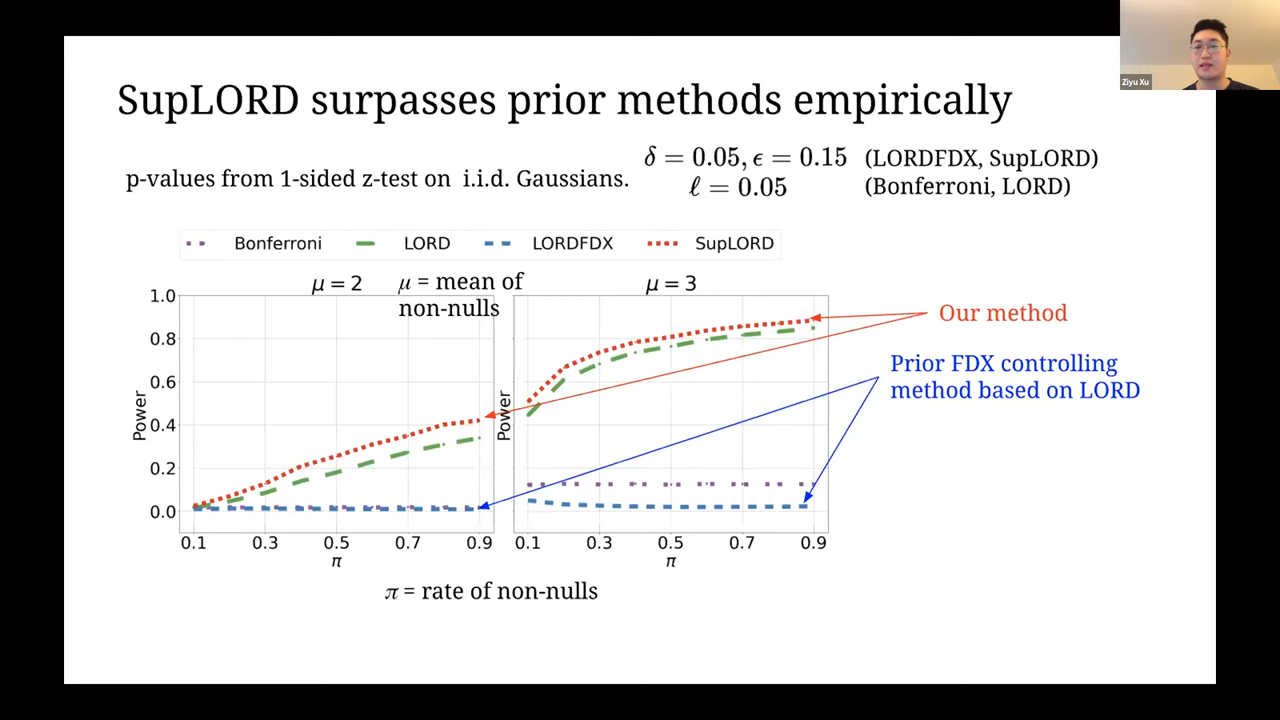 Ziyu Xu
SupLORD surpasses prior methods empirically
p-values from 1-sided z-test on i.i.d. Gaussians.
δ = 0.05, ϵ = 0.15 (LORDFDX, SupLORD)
ℓ = 0.05 (Bonferroni, LORD)
Bonferroni LORD LORDFDX SupLORD
μ = 2
μ = mean of
non-nulls
μ = 3
1.0
0.8
0.6
0.4
0.2
0.0
Power
Power
0.1 0.3 0.5 0.7 0.9
π
0.1 0.3 0.5 0.7 0.9
π
Our method
Prior FDX controlling
method based on LORD
π = rate of non-nulls